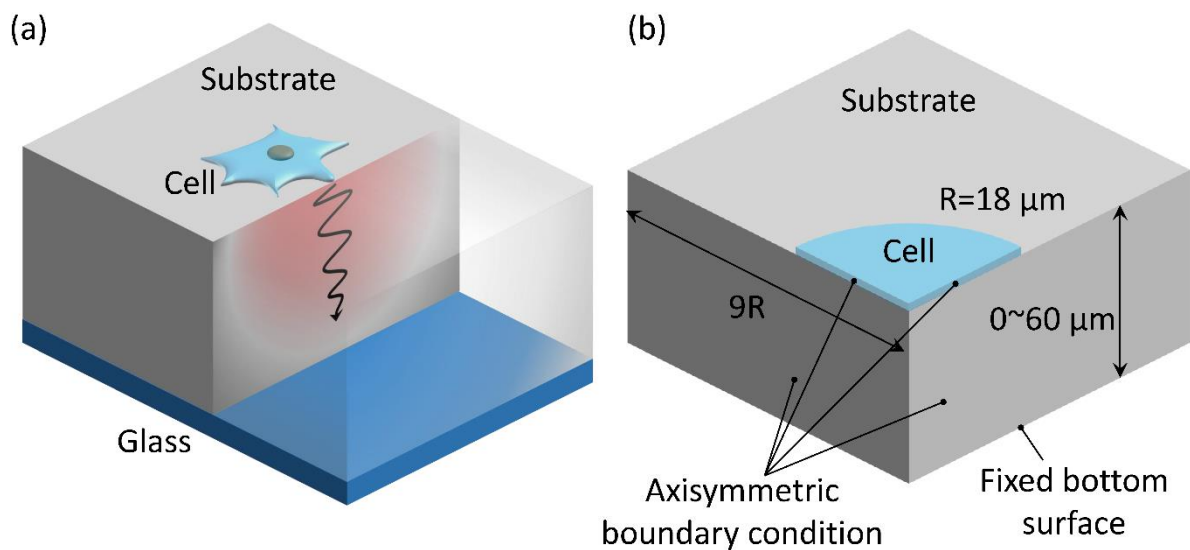 (a)
Substrate
Cell
Glass
(b)
Substrate
R=18 μm
Cell
9R
0~60 μm
Axisymmetric
boundary condition
Fixed bottom
surface